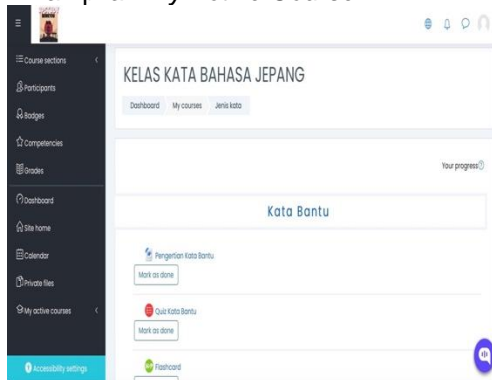 Course sections
Participants
Badges
Competencies
Grades
Dashboard
Site home
Calendar
Private files
My active courses
Accessibility settings
KELAS KATA BAHASA JEPANG
Dashboard My courses Jenis kata
Your progress
Kata Bantu
Pengertian Kata Bantu
Mark as done
Quiz Kata Bantu
Mark as done
Flashcard